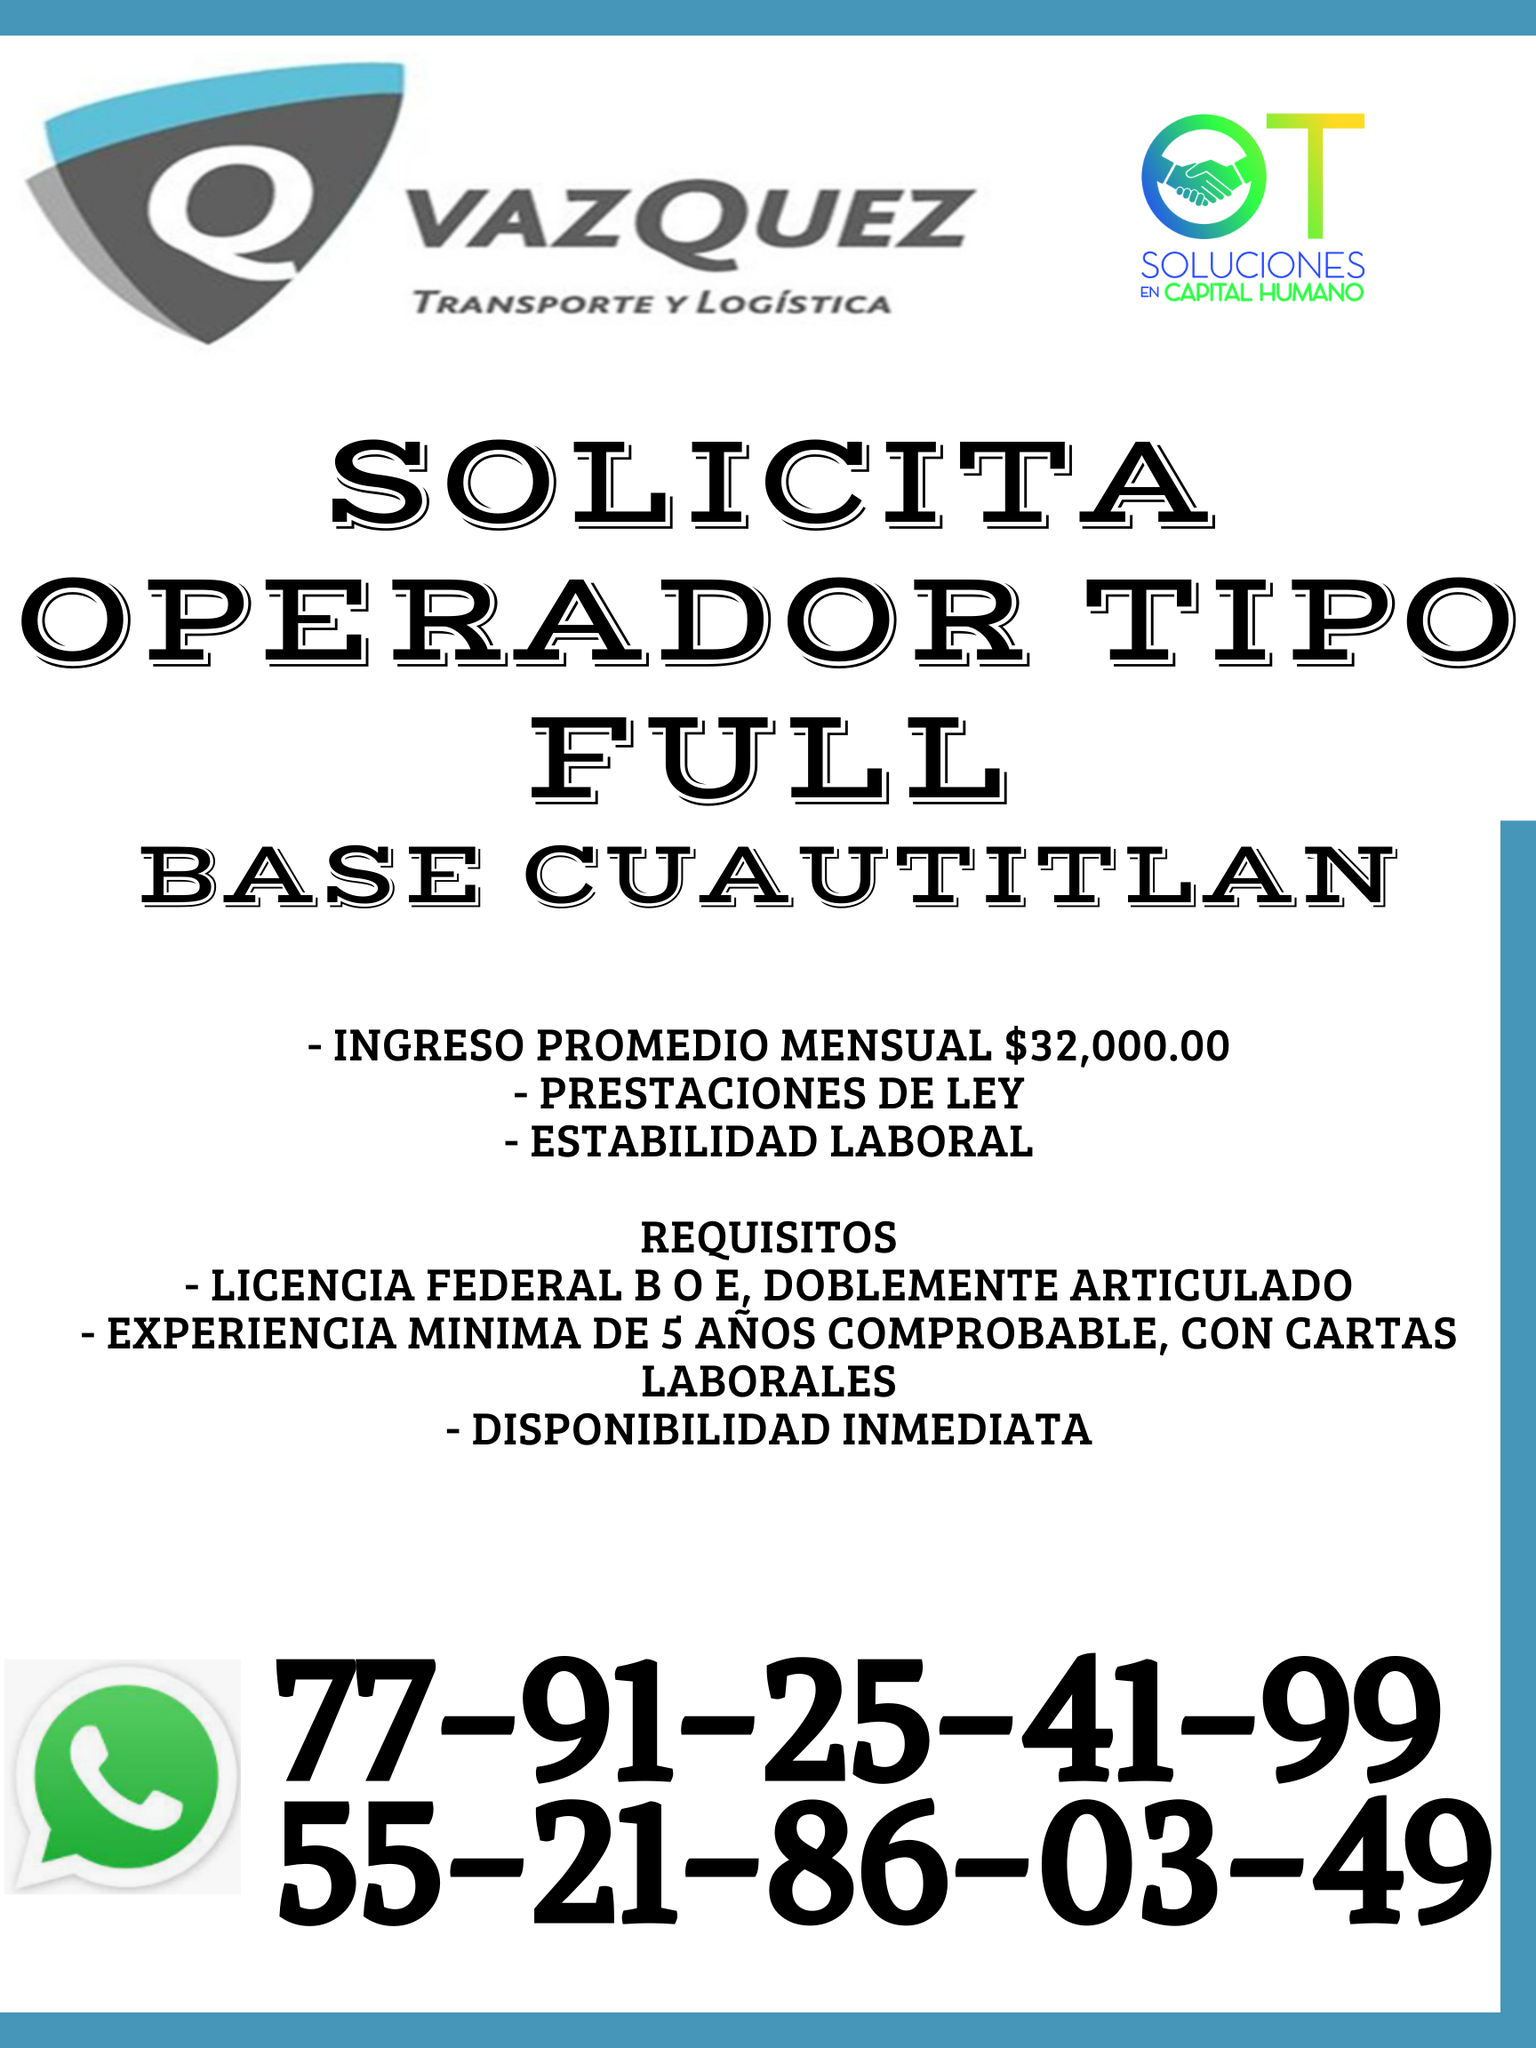 Q VAZQUEZ
TRANSPORTE Y LOGÍSTICA
OT
SOLUCIONES
EN CAPITAL HUMANO
SOLICITA
OPERADOR TIPO
FULL
BASE CUAUTITLAN
- INGRESO PROMEDIO MENSUAL $32,000.00
- PRESTACIONES DE LEY
- ESTABILIDAD LABORAL
REQUISITOS
- LICENCIA FEDERAL B O E, DOBLEMENTE ARTICULADO
- EXPERIENCIA MINIMA DE 5 AÑOS COMPROBABLE, CON CARTAS
LABORALES
- DISPONIBILIDAD INMEDIATA
77-91-25-41-99
55-21-86-03-49